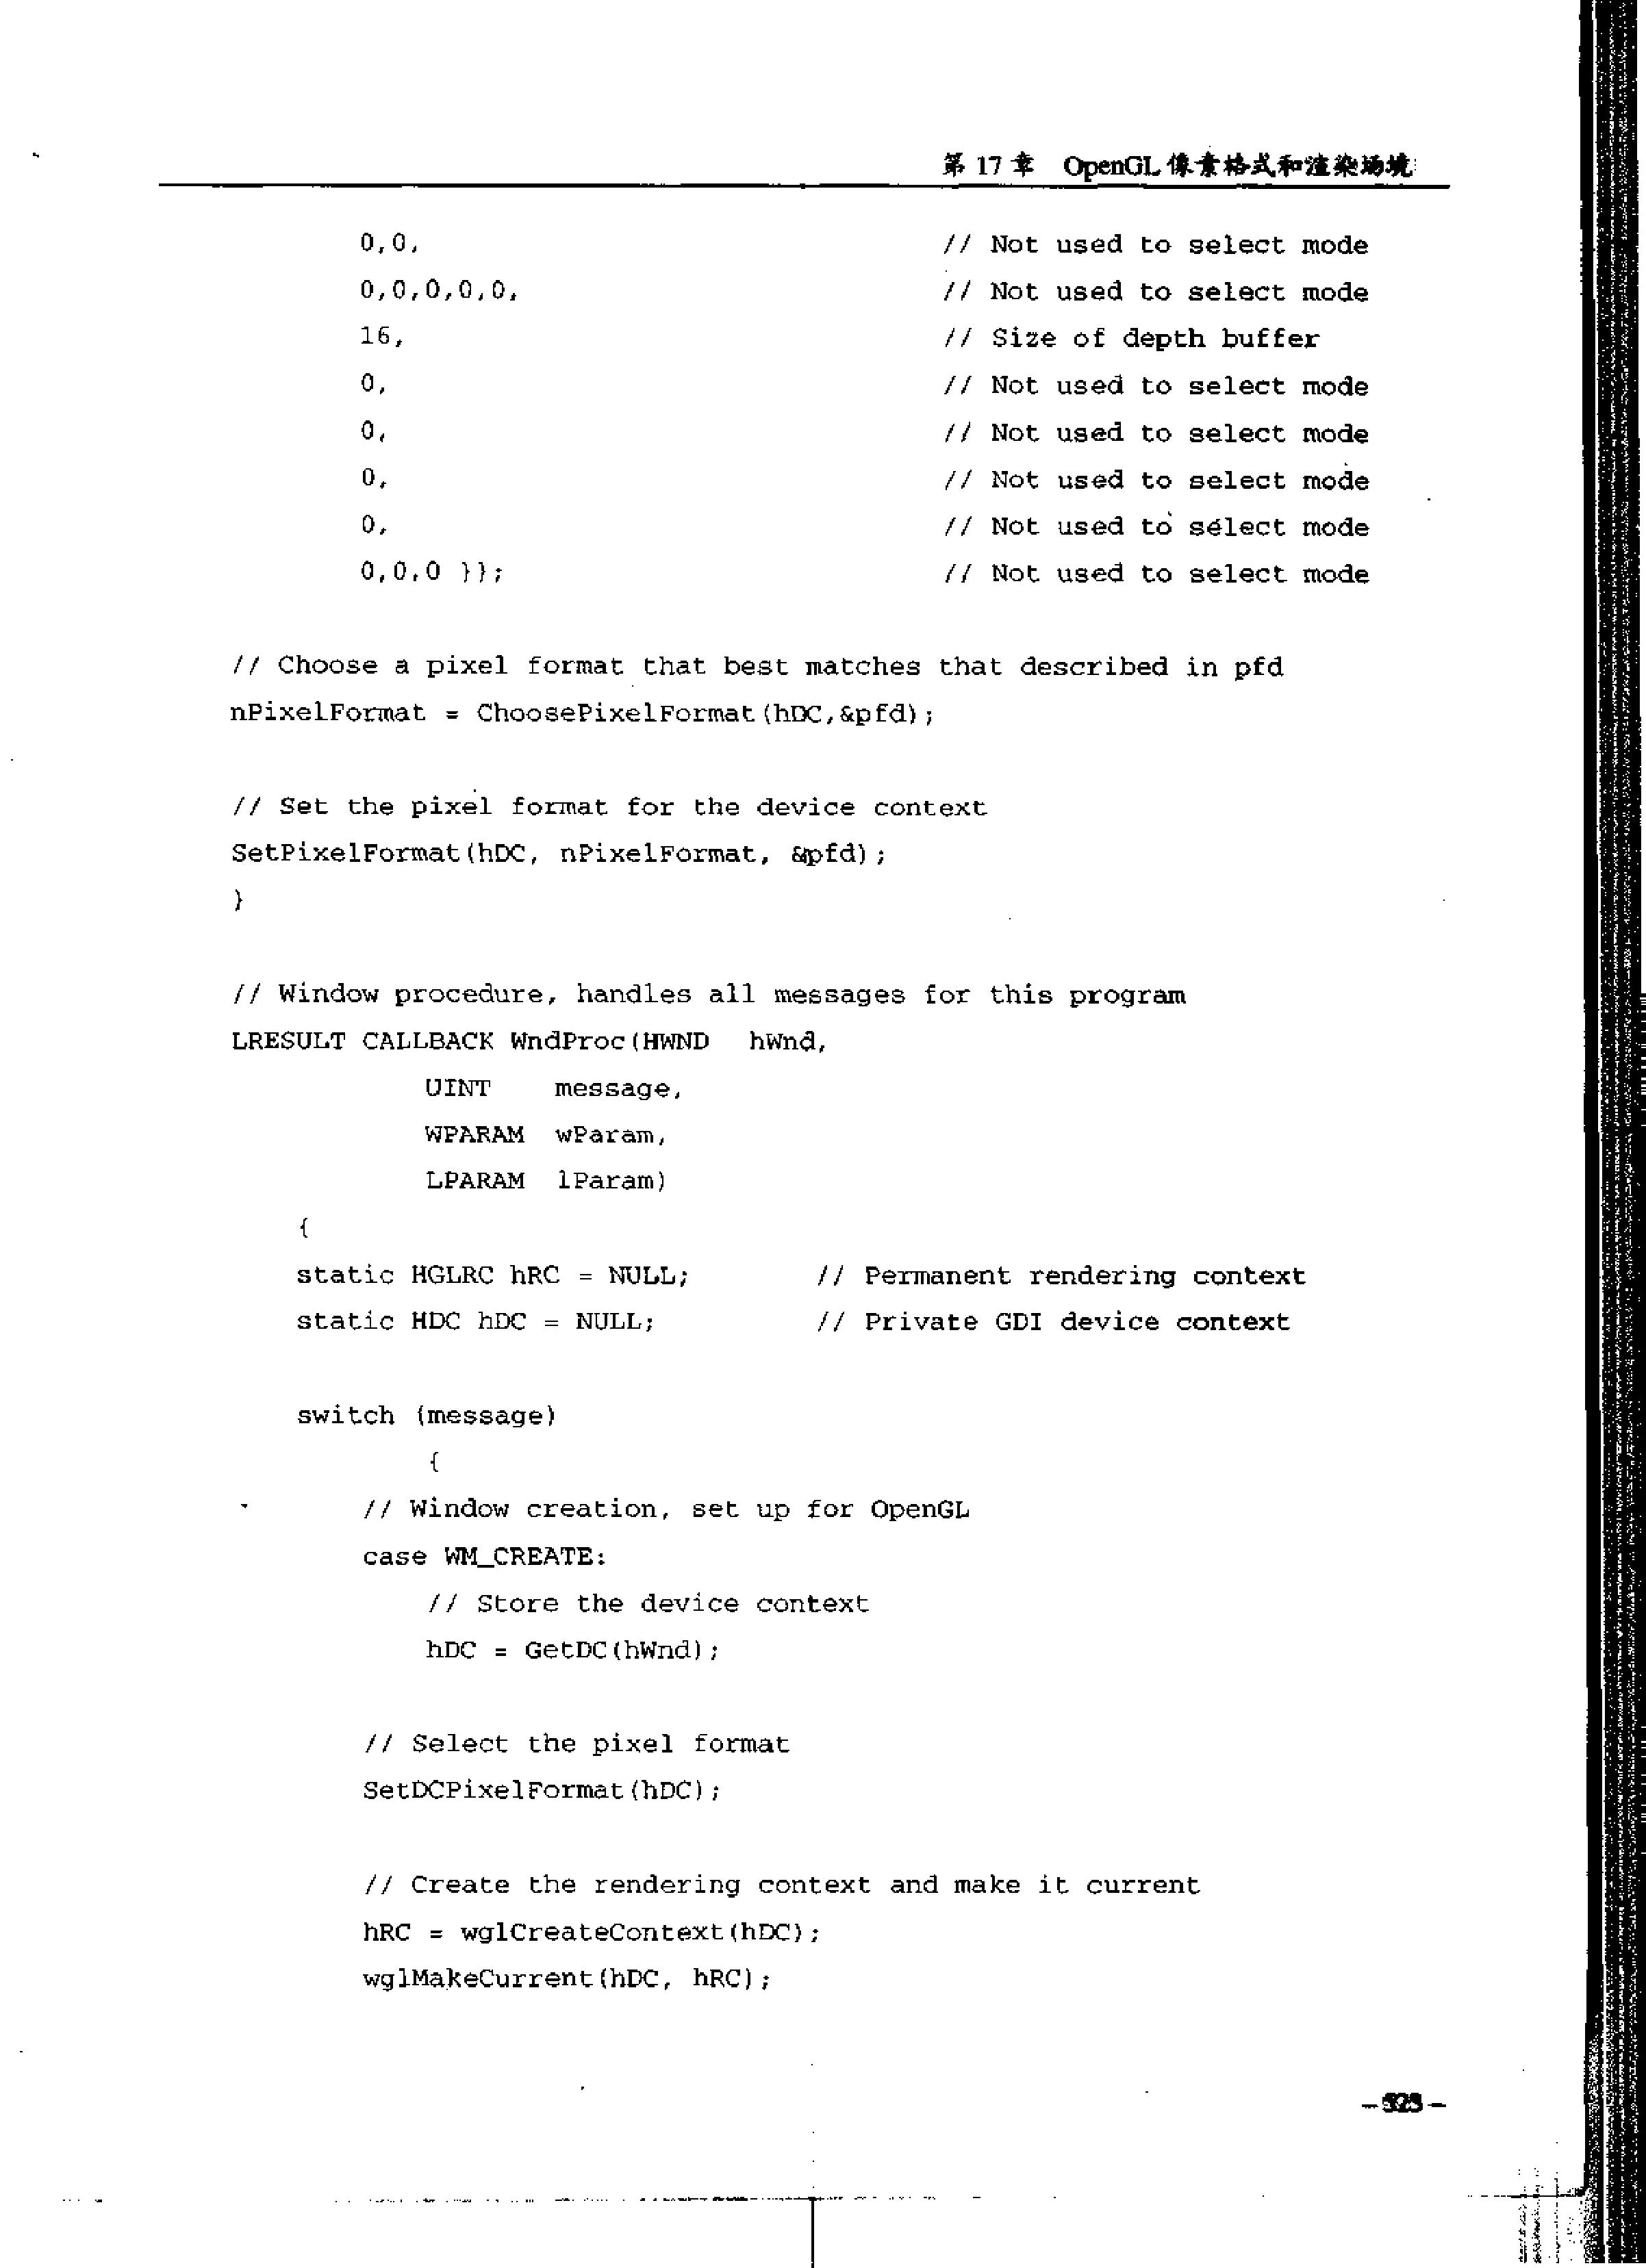 第 17 章 OpenGL 像素格式和渲染场境
0,0, // Not used to select mode
0,0,0,0,0, // Not used to select mode
16, // Size of depth buffer
0, // Not used to select mode
0, // Not used to select mode
0, // Not used to select mode
0, // Not used to select mode
0,0,0 }}; // Not used to select mode
// Choose a pixel format that best matches that described in pfd
nPixelFormat = ChoosePixelFormat(hDC,&pfd);
// Set the pixel format for the device context
SetPixelFormat(hDC, nPixelFormat, &pfd);
}
// Window procedure, handles all messages for this program
LRESULT CALLBACK WndProc(HWND hWnd,
UINT message,
WPARAM wParam,
LPARAM lParam)
{
static HGLRC hRC = NULL; // Permanent rendering context
static HDC hDC = NULL; // Private GDI device context
switch (message)
{
// Window creation, set up for OpenGL
case WM_CREATE:
// Store the device context
hDC = GetDC(hWnd);
// Select the pixel format
SetDCPixelFormat(hDC);
// Create the rendering context and make it current
hRC = wglCreateContext(hDC);
wglMakeCurrent(hDC, hRC);